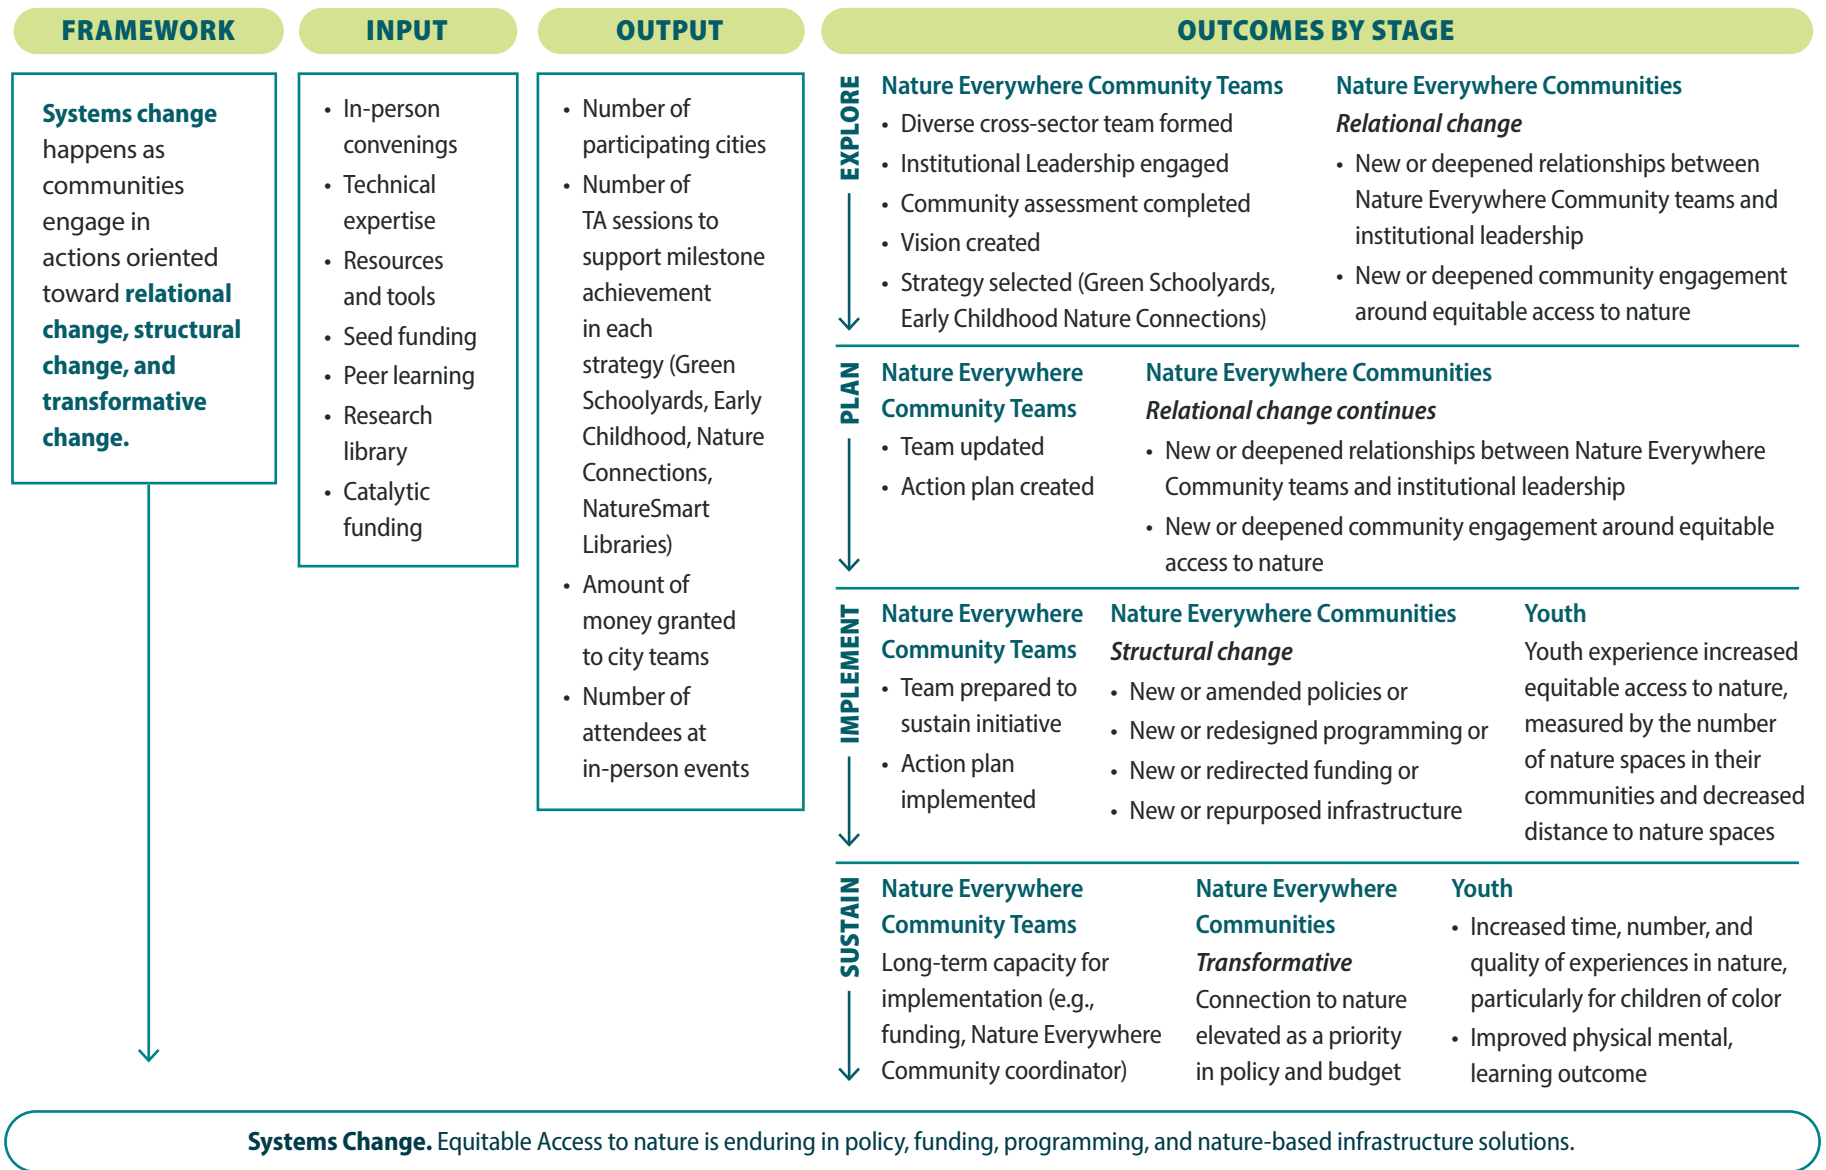 FRAMEWORK
Systems change
happens as
communities
engage in
actions oriented
toward relational
change, structural
change, and
transformative
change.
INPUT
• In-person
convenings
• Technical
expertise
• Resources
and tools
• Seed funding
• Peer learning
• Research
library
• Catalytic
funding
OUTPUT
• Number of
participating cities
• Number of
TA sessions to
support milestone
achievement
in each
strategy (Green
Schoolyards, Early
Childhood, Nature
Connections,
NatureSmart
Libraries)
• Amount of
money granted
to city teams
• Number of
attendees at
in-person events
OUTCOMES BY STAGE
EXPLORE
Nature Everywhere Community Teams
• Diverse cross-sector team formed
• Institutional Leadership engaged
• Community assessment completed
• Vision created
• Strategy selected (Green Schoolyards,
Early Childhood Nature Connections)
Nature Everywhere Communities
Relational change
• New or deepened relationships between
Nature Everywhere Community teams and
institutional leadership
• New or deepened community engagement
around equitable access to nature
PLAN
Nature Everywhere
Community Teams
• Team updated
• Action plan created
Nature Everywhere Communities
Relational change continues
• New or deepened relationships between Nature Everywhere
Community teams and institutional leadership
• New or deepened community engagement around equitable
access to nature
IMPLEMENT
Nature Everywhere
Community Teams
• Team prepared to
sustain initiative
• Action plan
implemented
Nature Everywhere Communities
Structural change
• New or amended policies or
• New or redesigned programming or
• New or redirected funding or
• New or repurposed infrastructure
Youth
Youth experience increased
equitable access to nature,
measured by the number
of nature spaces in their
communities and decreased
distance to nature spaces
SUSTAIN
Nature Everywhere
Community Teams
Long-term capacity for
implementation (e.g.,
funding, Nature Everywhere
Community coordinator)
Nature Everywhere
Communities
Transformative
Connection to nature
elevated as a priority
in policy and budget
Youth
• Increased time, number, and
quality of experiences in nature,
particularly for children of color
• Improved physical mental,
learning outcome
Systems Change. Equitable Access to nature is enduring in policy, funding, programming, and nature-based infrastructure solutions.